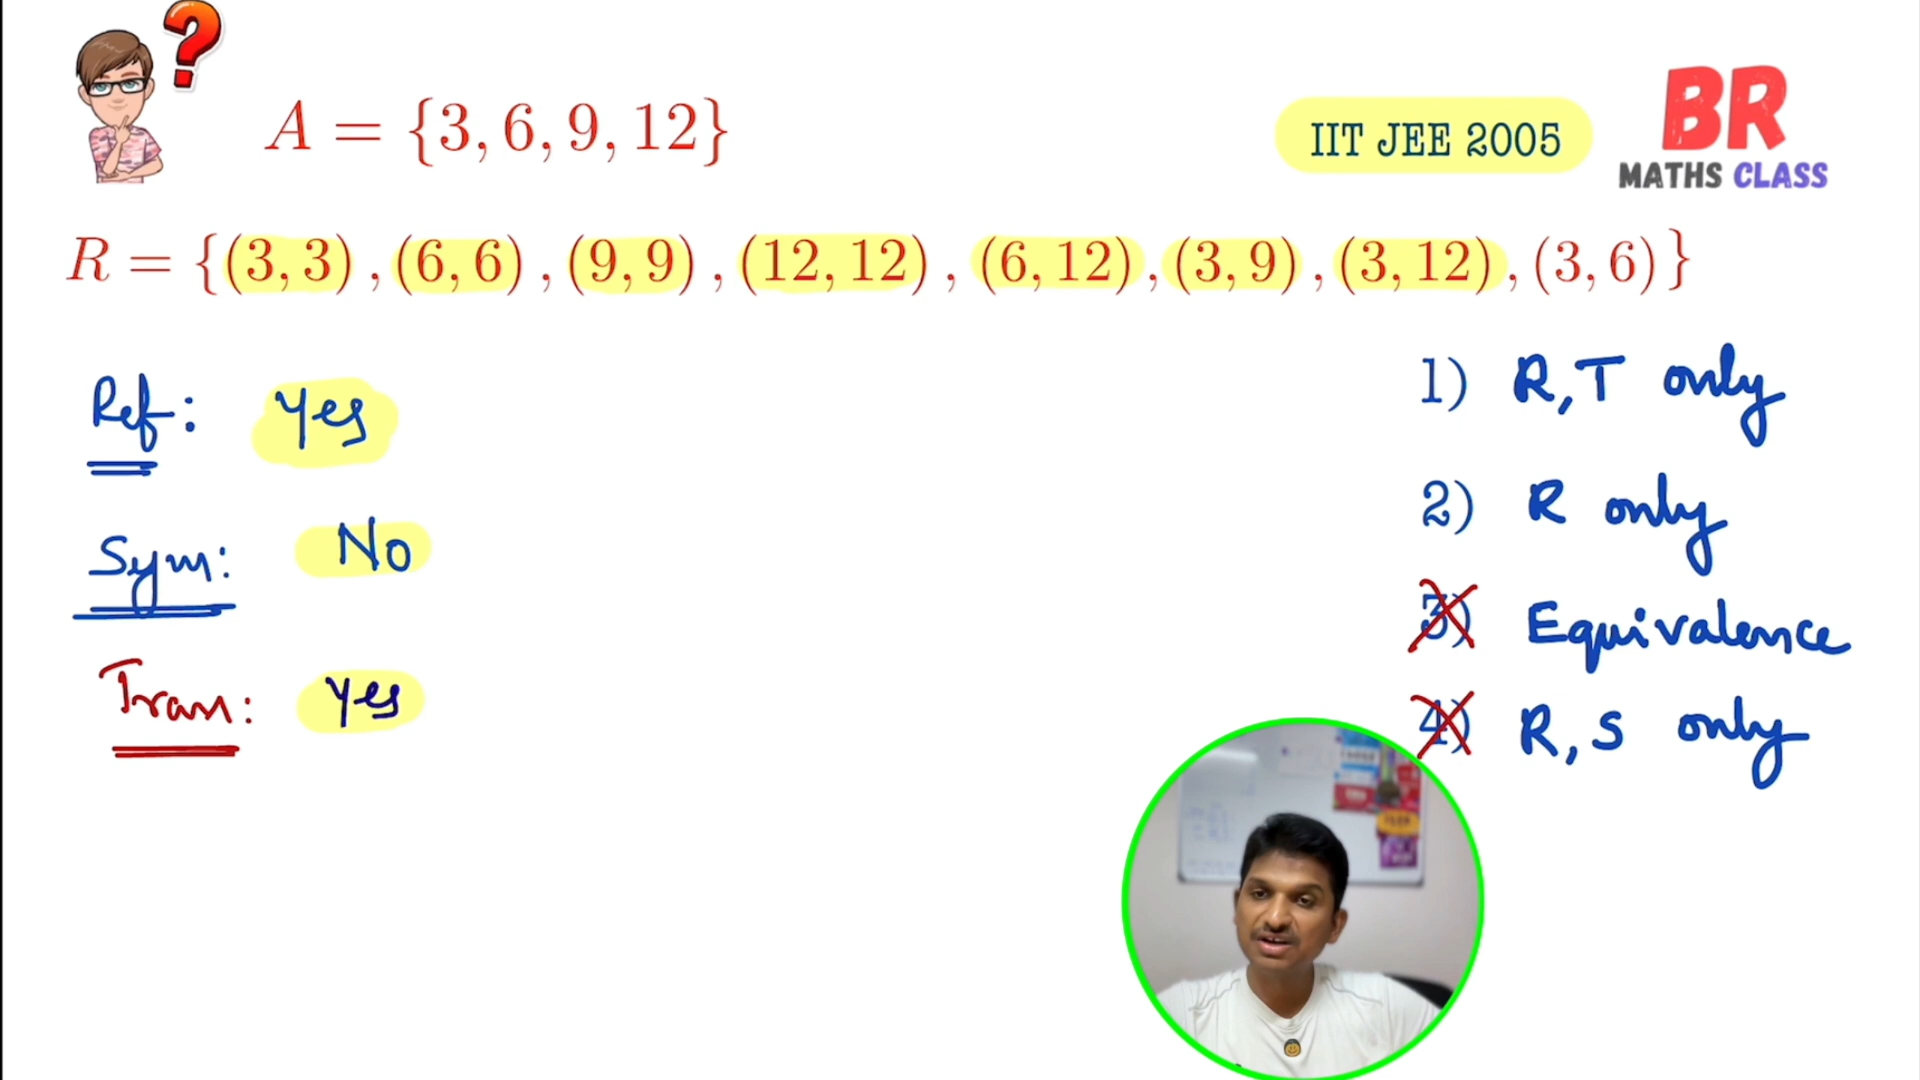 A = {3, 6, 9, 12}
IIT JEE 2005
BR
MATHS CLASS
R = {(3, 3) , (6, 6) , (9, 9) , (12, 12) , (6, 12) , (3, 9) , (3, 12) , (3, 6)}
Ref: Yes
Sym: No
Tran: Yes
1) R, T only
2) R only
3) Equivalence
4) R, S only